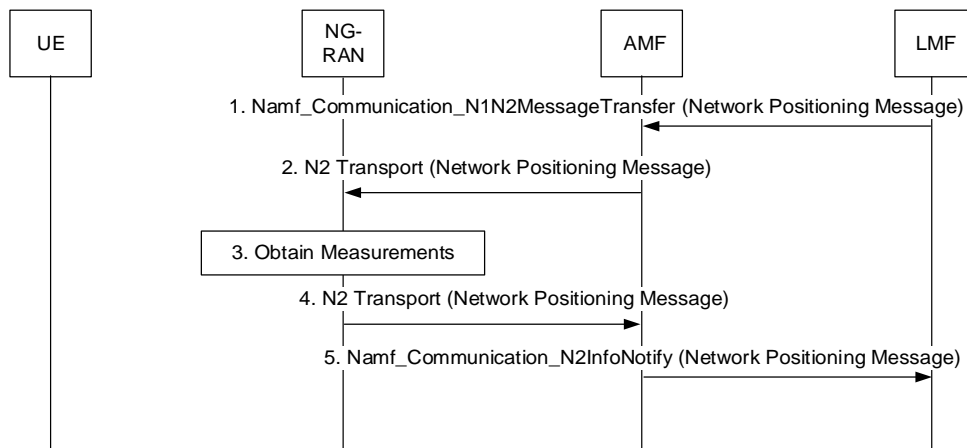 UE
NG-
RAN
AMF
LMF
1. Namf_Communication_N1N2MessageTransfer (Network Positioning Message)
2. N2 Transport (Network Positioning Message)
3. Obtain Measurements
4. N2 Transport (Network Positioning Message)
5. Namf_Communication_N2InfoNotify (Network Positioning Message)